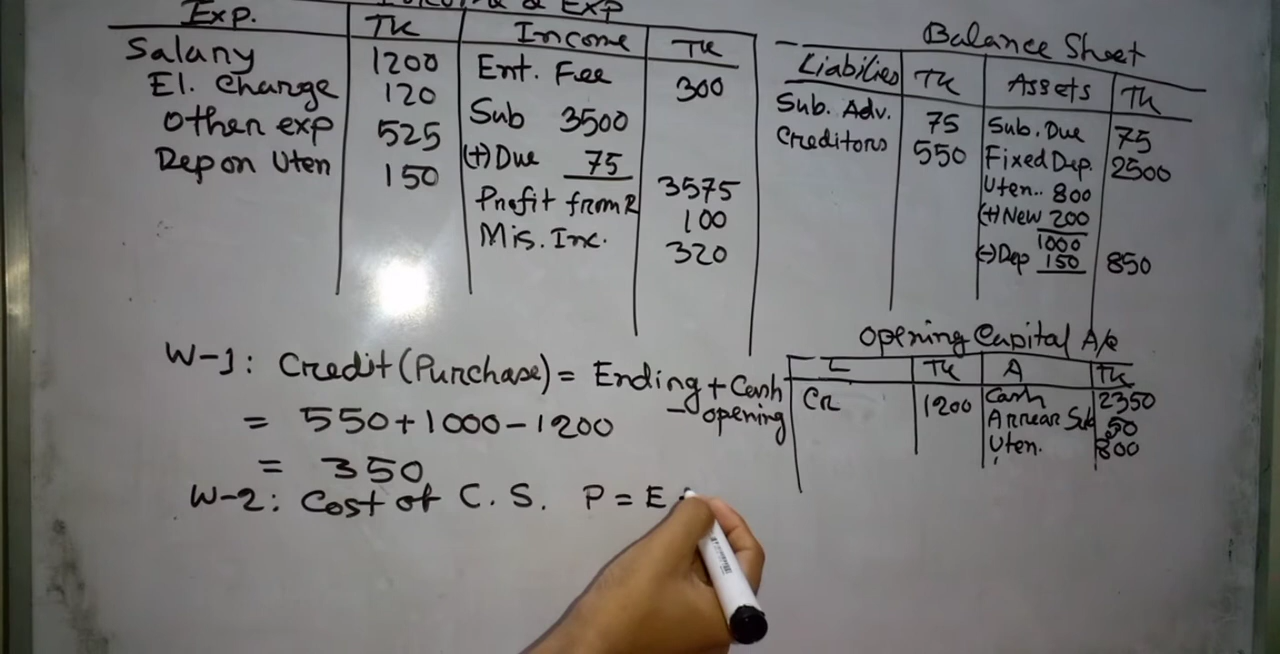 INCOME & EXP
Exp. TK Income TK
Salary 1200 Ent. Fee 300
El. Charge 120 Sub 3500
Other exp 525 (+) Due 75
3575
Dep on Uten 150 Profit from R 100
Mis. Inc. 320
Balance Sheet
Liabilies TK Assets TK
Sub. Adv. 75 Sub. Due 75
Creditors 550 Fixed Dep. 2500
Uten.. 800
(+) New 200
1000
(-) Dep 150 850
Opening Capital A/c
L TK A TK
CR 1200 Cash 2350
Arrear Sub 50
Uten. 800
W-1: Credit (Purchase) = Ending + Cash
- opening
= 550+1000-1200
= 350
W-2: Cost of C. S. P = E